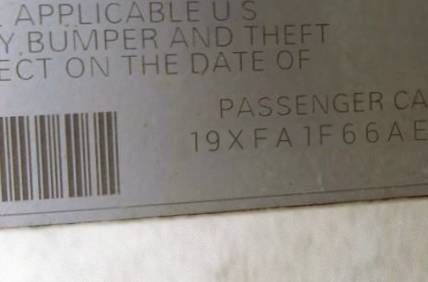 APPLICABLE U S
Y, BUMPER AND THEFT
ECT ON THE DATE OF
PASSENGER CA
19XFA1F66AE